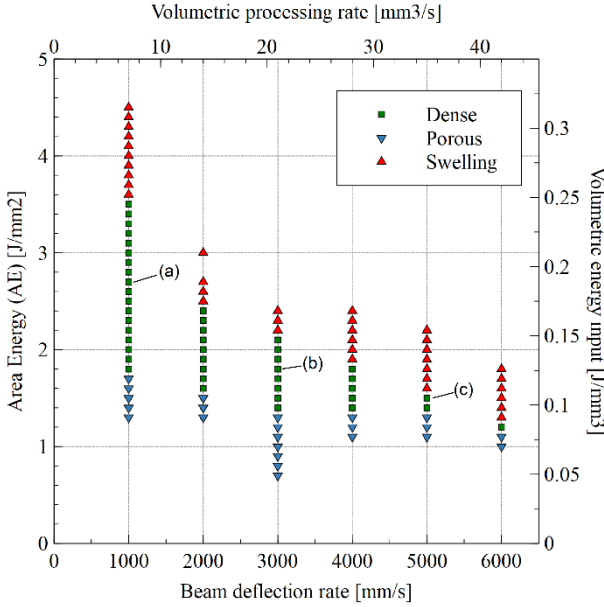 Volumetric processing rate [mm3/s]
0 10 20 30 40
5
4
3
2
1
0
Area Energy (AE) [J/mm2]
Dense
Porous
Swelling
(a)
(b)
(c)
0.3
0.25
0.2
0.15
0.1
0.05
0
Volumetric energy
input [J/mm3]
0 1000 2000 3000 4000 5000 6000
Beam deflection rate [mm/s]